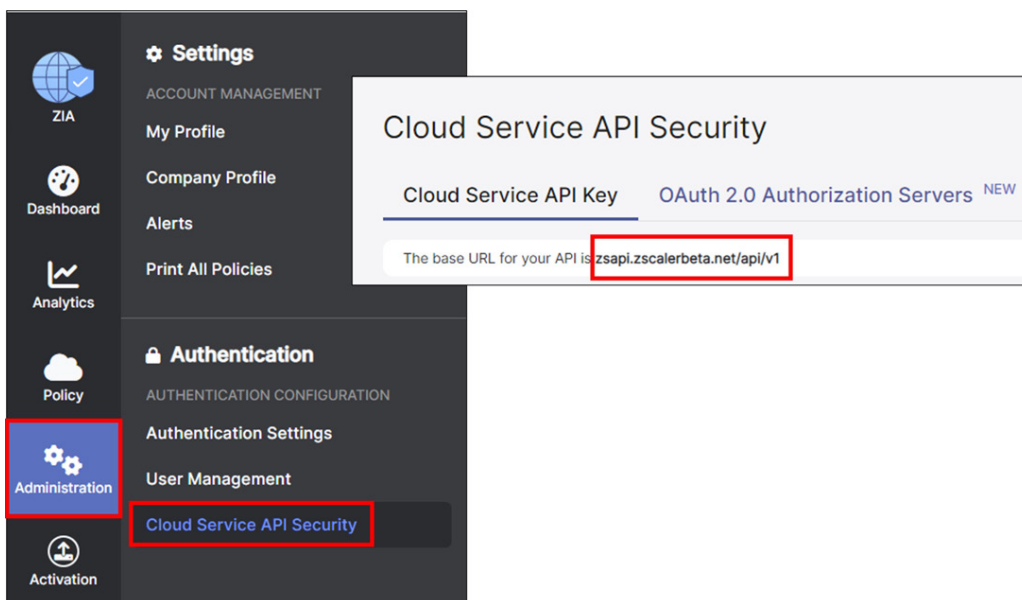 ZIA
Dashboard
Analytics
Policy
Administration
Activation
Settings
ACCOUNT MANAGEMENT
My Profile
Company Profile
Alerts
Print All Policies
Authentication
AUTHENTICATION CONFIGURATION
Authentication Settings
User Management
Cloud Service API Security
Cloud Service API Security
Cloud Service API Key OAuth 2.0 Authorization Servers NEW
The base URL for your API is zsapi.zscalerbeta.net/api/v1